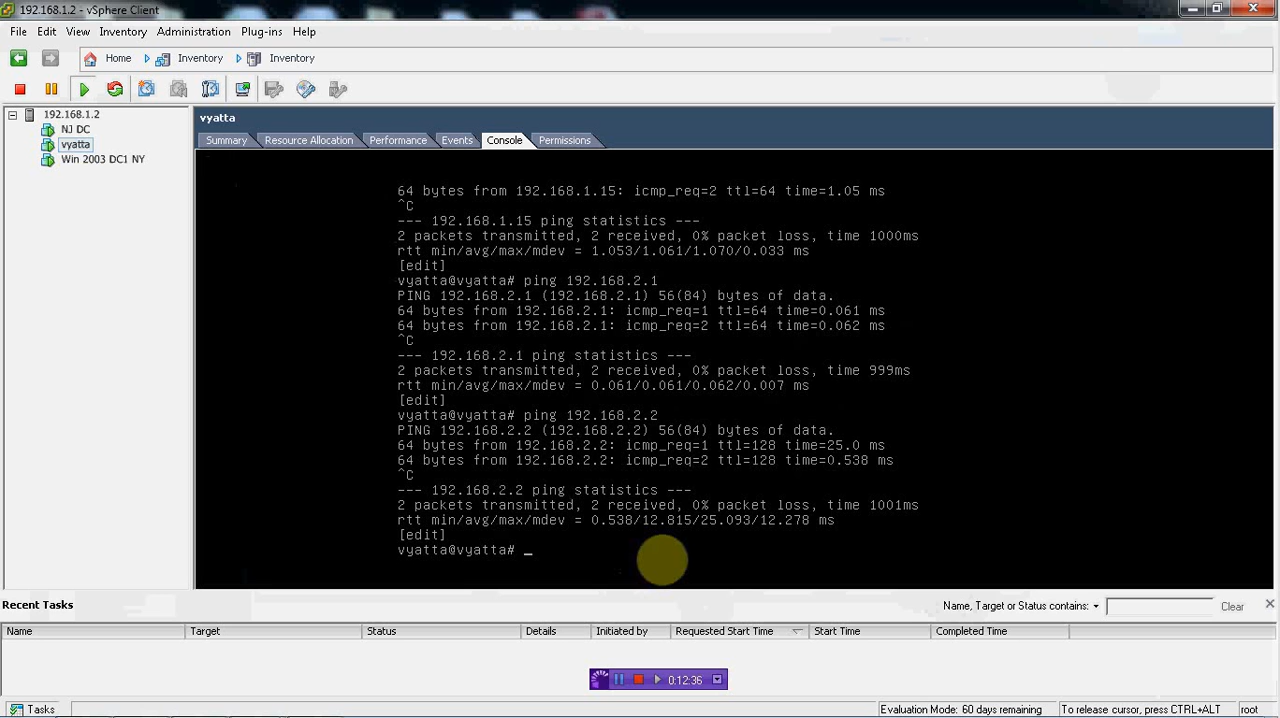 192.168.1.2 - vSphere Client
File Edit View Inventory Administration Plug-ins Help
Home Inventory Inventory
192.168.1.2
NJ DC
vyatta
Win 2003 DC1 NY
vyatta
Summary Resource Allocation Performance Events Console Permissions
64 bytes from 192.168.1.15: icmp_req=2 ttl=64 time=1.05 ms
^C
--- 192.168.1.15 ping statistics ---
2 packets transmitted, 2 received, 0% packet loss, time 1000ms
rtt min/avg/max/mdev = 1.053/1.061/1.070/0.033 ms
[edit]
vyatta@vyatta# ping 192.168.2.1
PING 192.168.2.1 (192.168.2.1) 56(84) bytes of data.
64 bytes from 192.168.2.1: icmp_req=1 ttl=64 time=0.061 ms
64 bytes from 192.168.2.1: icmp_req=2 ttl=64 time=0.062 ms
^C
--- 192.168.2.1 ping statistics ---
2 packets transmitted, 2 received, 0% packet loss, time 999ms
rtt min/avg/max/mdev = 0.061/0.061/0.062/0.007 ms
[edit]
vyatta@vyatta# ping 192.168.2.2
PING 192.168.2.2 (192.168.2.2) 56(84) bytes of data.
64 bytes from 192.168.2.2: icmp_req=1 ttl=128 time=25.0 ms
64 bytes from 192.168.2.2: icmp_req=2 ttl=128 time=0.538 ms
^C
--- 192.168.2.2 ping statistics ---
2 packets transmitted, 2 received, 0% packet loss, time 1001ms
rtt min/avg/max/mdev = 0.538/12.815/25.093/12.278 ms
[edit]
vyatta@vyatta# _
Recent Tasks Name, Target or Status contains: Clear
Name Target Status Details Initiated by Requested Start Time Start Time Completed Time
0:12:36
Tasks Evaluation Mode: 60 days remaining To release cursor, press CTRL+ALT root